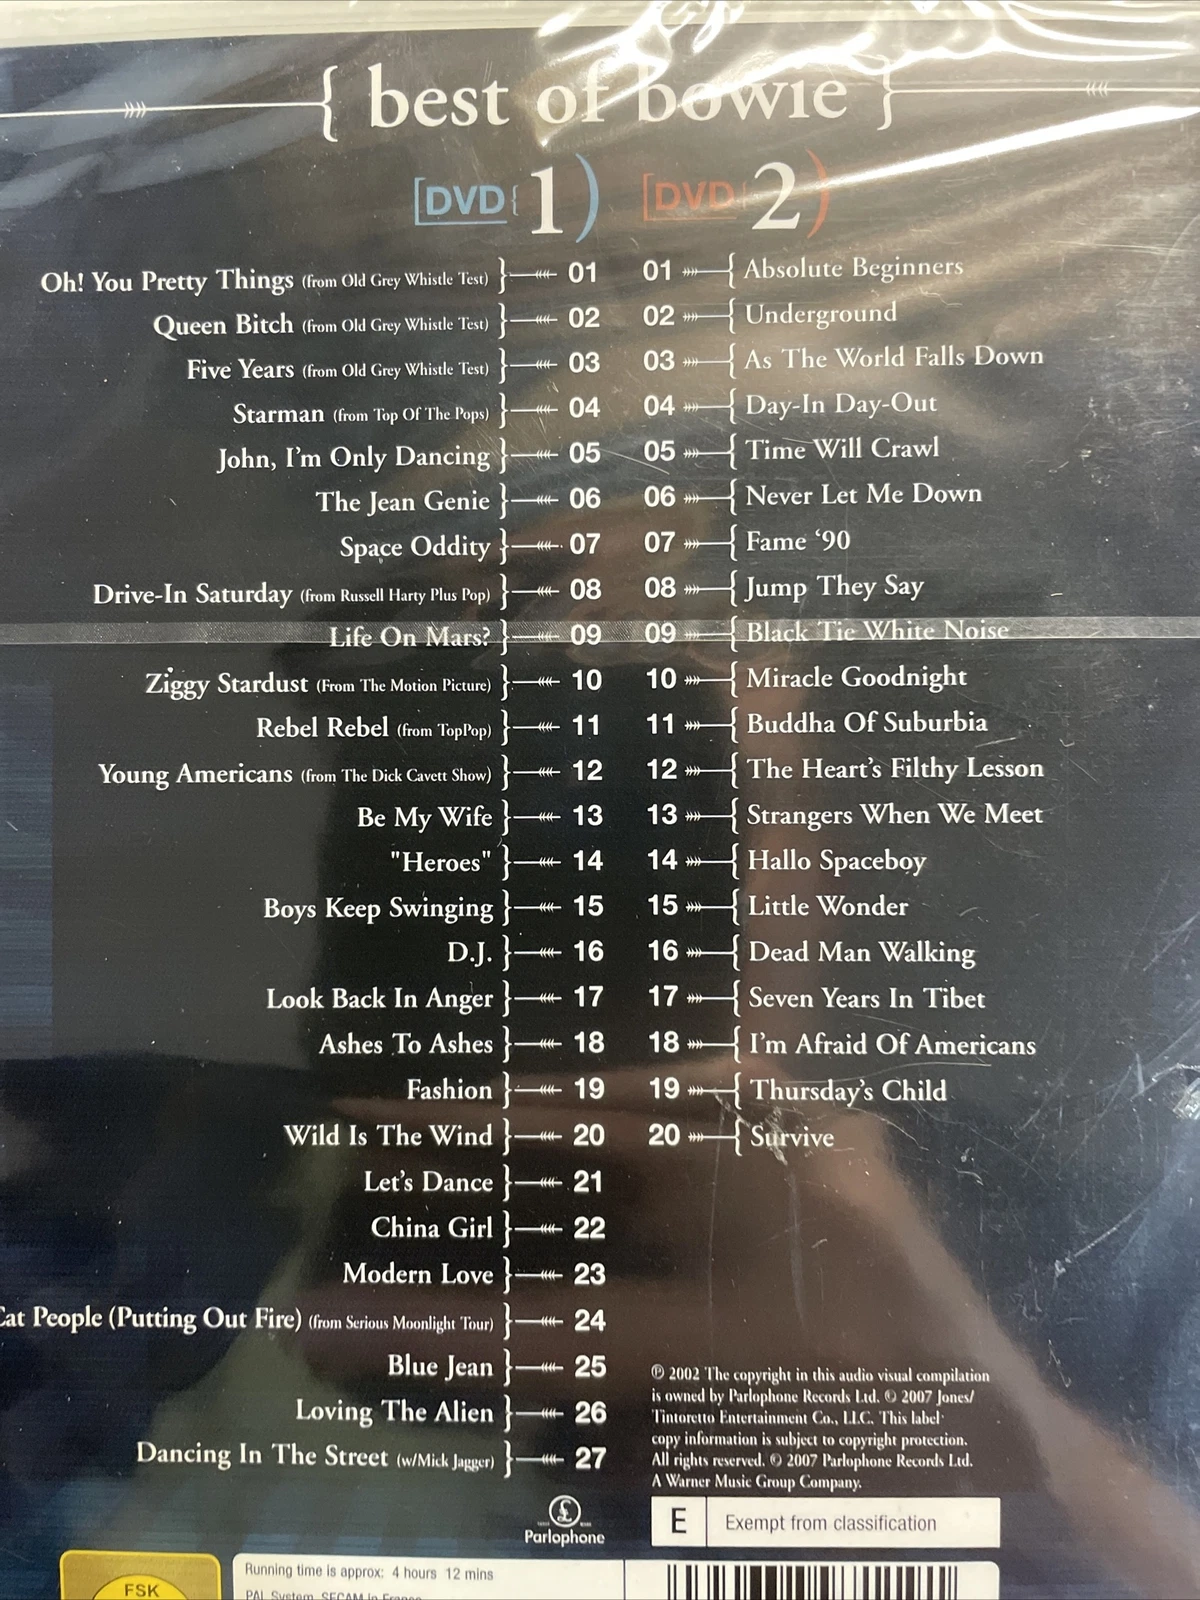 { best of bowie }
[DVD{ 1)
Oh! You Pretty Things (from Old Grey Whistle Test) } 01
Queen Bitch (from Old Grey Whistle Test) } 02
Five Years (from Old Grey Whistle Test) } 03
Starman (from Top Of The Pops) } 04
John, I'm Only Dancing } 05
The Jean Genie } 06
Space Oddity } 07
Drive-In Saturday (from Russell Harty Plus Pop) } 08
Life On Mars? } 09
Ziggy Stardust (From The Motion Picture) } 10
Rebel Rebel (from TopPop) } 11
Young Americans (from The Dick Cavett Show) } 12
Be My Wife } 13
"Heroes" } 14
Boys Keep Swinging } 15
D.J. } 16
Look Back In Anger } 17
Ashes To Ashes } 18
Fashion } 19
Wild Is The Wind } 20
Let's Dance } 21
China Girl } 22
Modern Love } 23
Cat People (Putting Out Fire) (from Serious Moonlight Tour) } 24
Blue Jean } 25
Loving The Alien } 26
Dancing In The Street (w/Mick Jagger) } 27
[DVD{ 2)
01 { Absolute Beginners
02 { Underground
03 { As The World Falls Down
04 { Day-In Day-Out
05 { Time Will Crawl
06 { Never Let Me Down
07 { Fame '90
08 { Jump They Say
09 { Black Tie White Noise
10 { Miracle Goodnight
11 { Buddha Of Suburbia
12 { The Heart's Filthy Lesson
13 { Strangers When We Meet
14 { Hallo Spaceboy
15 { Little Wonder
16 { Dead Man Walking
17 { Seven Years In Tibet
18 { I'm Afraid Of Americans
19 { Thursday's Child
20 { Survive
℗ 2002 The copyright in this audio visual compilation
is owned by Parlophone Records Ltd. © 2007 Jones/
Tintoretto Entertainment Co., LLC. This label
copy information is subject to copyright protection.
All rights reserved. © 2007 Parlophone Records Ltd.
A Warner Music Group Company.
£
Parlophone
E Exempt from classification
FSK
Running time is approx: 4 hours 12 mins
PAL System, SECAM in France